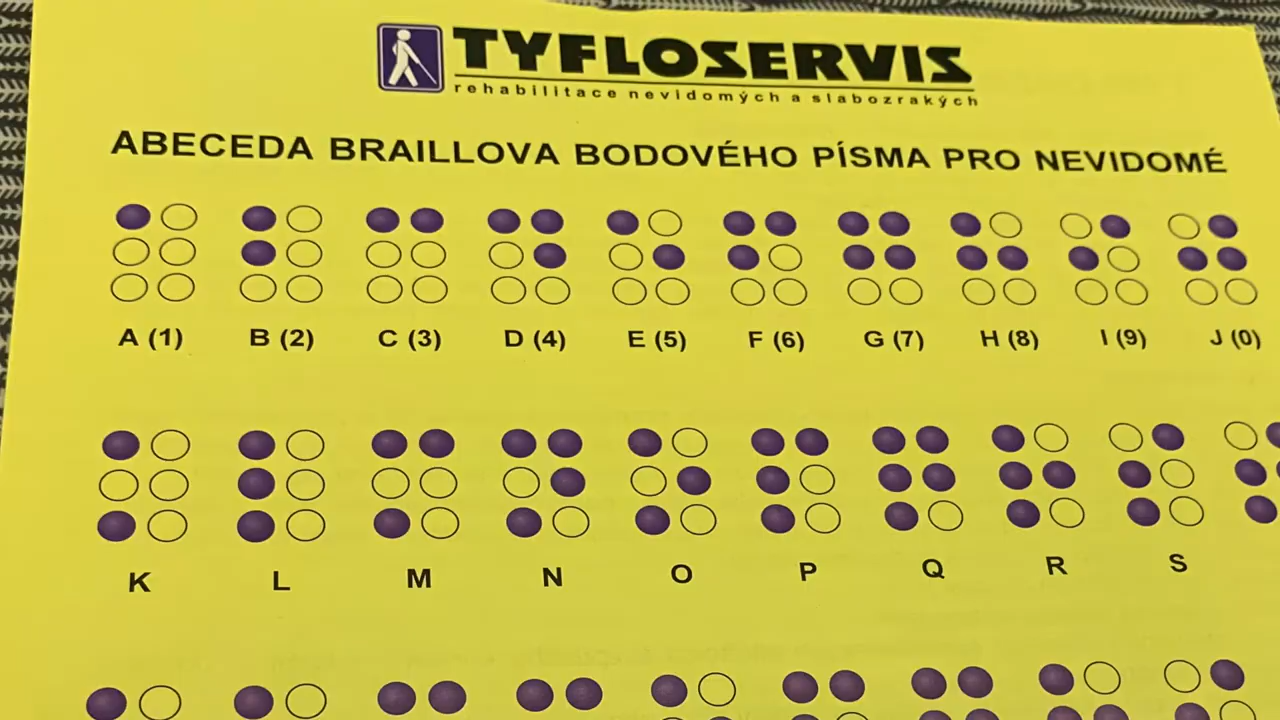 TYFLOSERVIS
rehabilitace nevidomých a slabozrakých
ABECEDA BRAILLOVA BODOVÉHO PÍSMA PRO NEVIDOMÉ
A (1) B (2) C (3) D (4) E (5) F (6) G (7) H (8) I (9) J (0)
K L M N O P Q R S